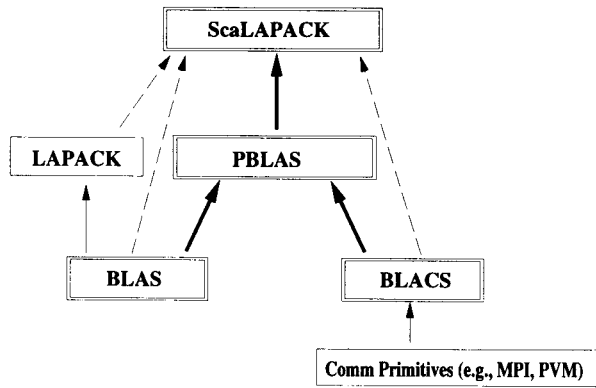 ScaLAPACK
LAPACK
PBLAS
BLAS
BLACS
Comm Primitives (e.g., MPI, PVM)